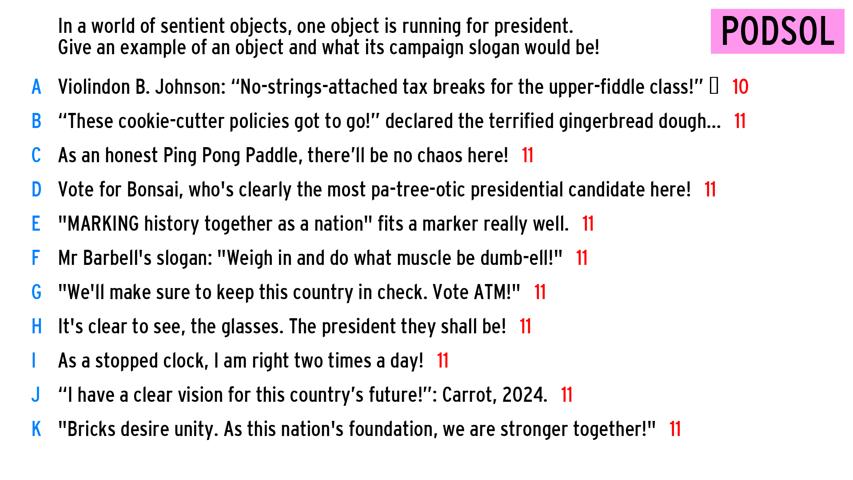 In a world of sentient objects, one object is running for president.
Give an example of an object and what its campaign slogan would be!
PODSOL
A Violindon B. Johnson: “No-strings-attached tax breaks for the upper-fiddle class!” 10
B “These cookie-cutter policies got to go!” declared the terrified gingerbread dough... 11
C As an honest Ping Pong Paddle, there’ll be no chaos here! 11
D Vote for Bonsai, who's clearly the most pa-tree-otic presidential candidate here! 11
E "MARKING history together as a nation" fits a marker really well. 11
F Mr Barbell's slogan: "Weigh in and do what muscle be dumb-ell!" 11
G "We'll make sure to keep this country in check. Vote ATM!" 11
H It's clear to see, the glasses. The president they shall be! 11
I As a stopped clock, I am right two times a day! 11
J “I have a clear vision for this country’s future!”: Carrot, 2024. 11
K "Bricks desire unity. As this nation's foundation, we are stronger together!" 11